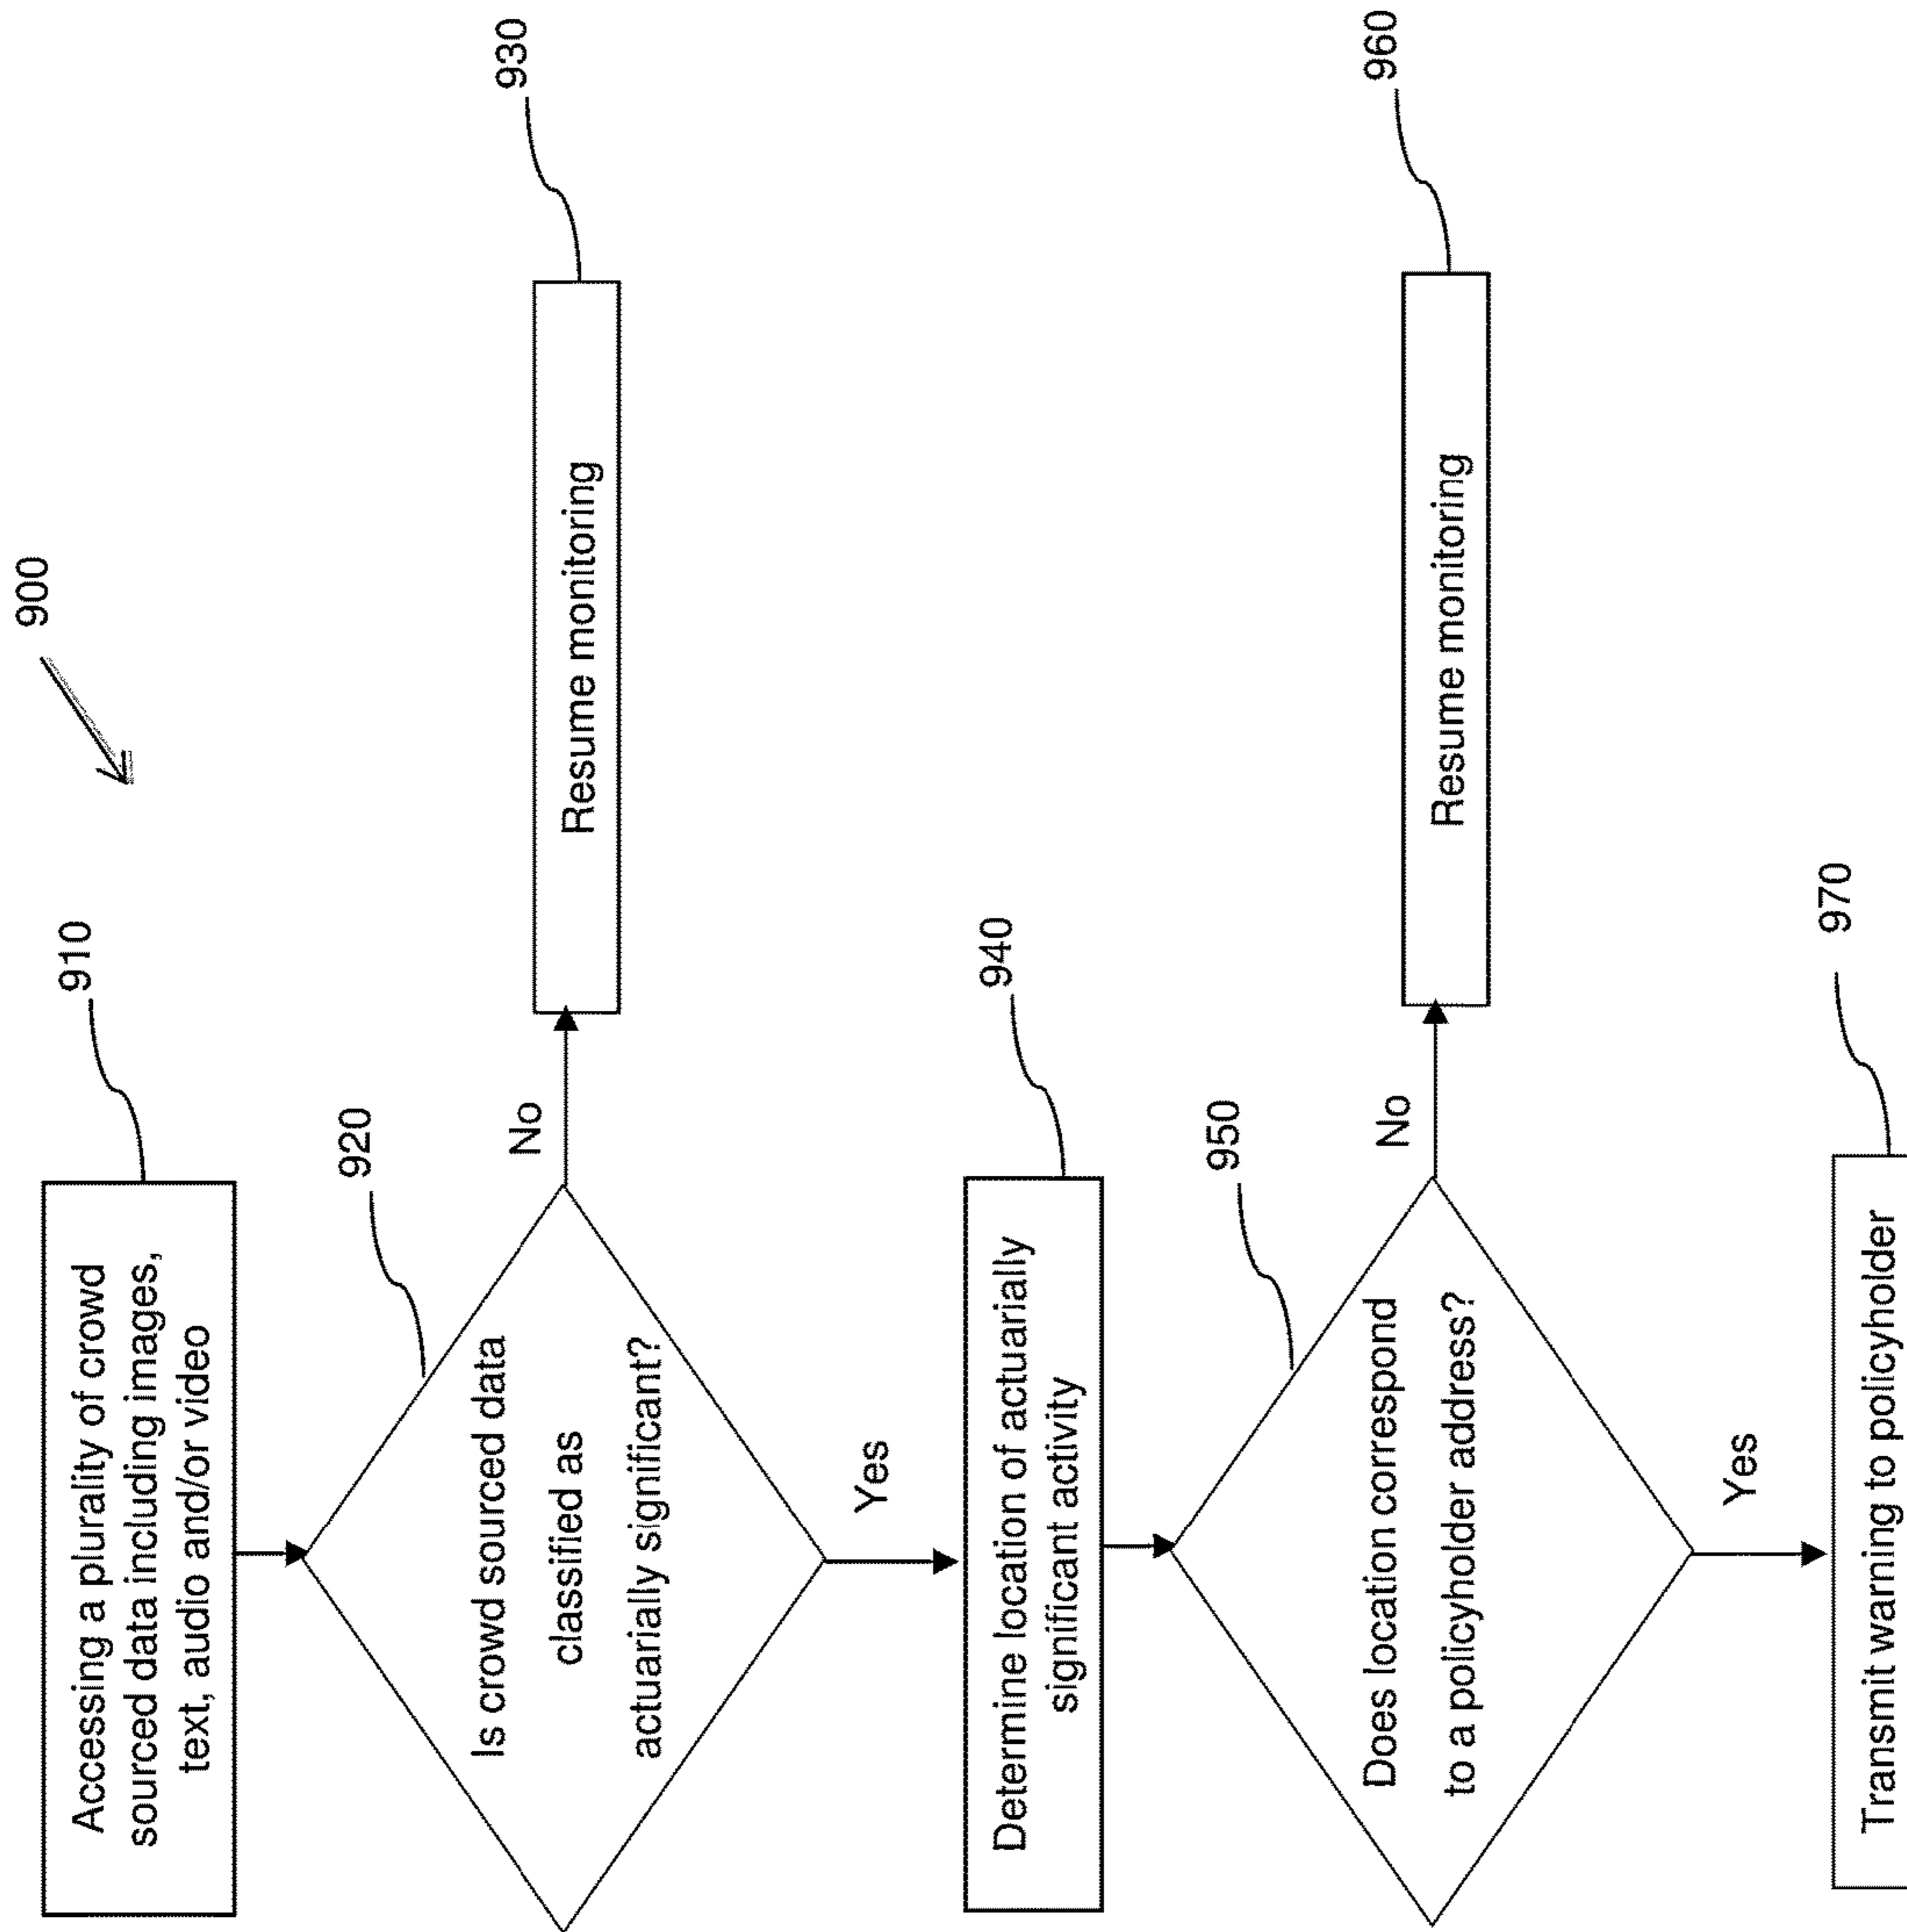 900
Accessing a plurality of crowd
sourced data including images,
text, audio and/or video
910
Is crowd sourced data
classified as
actuarially significant?
920
No
Resume monitoring
930
Yes
Determine location of actuarially
significant activity
940
Does location correspond
to a policyholder address?
950
No
Resume monitoring
960
Yes
Transmit warning to policyholder
970